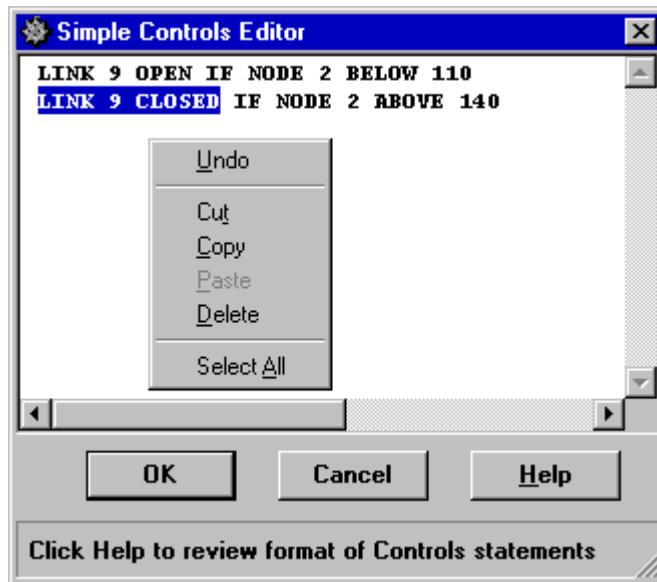 Simple Controls Editor
LINK 9 OPEN IF NODE 2 BELOW 110
LINK 9 CLOSED IF NODE 2 ABOVE 140
Undo
Cut
Copy
Paste
Delete
Select All
OK
Cancel
Help
Click Help to review format of Controls statements